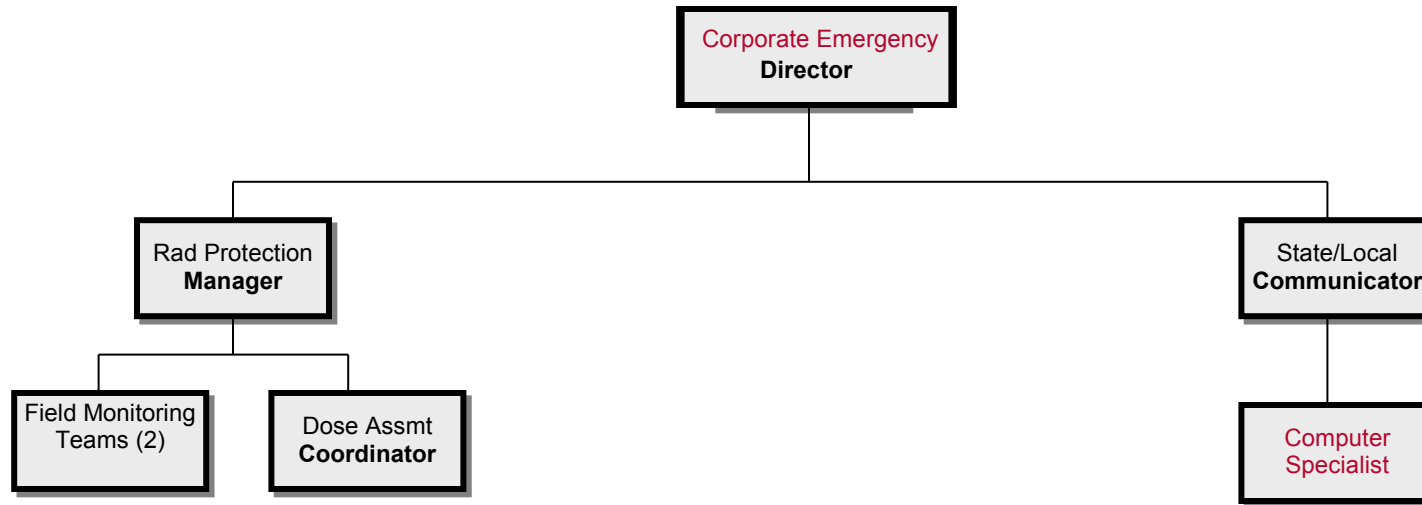 Corporate Emergency
Director
Rad Protection
Manager
State/Local
Communicator
Field Monitoring
Teams (2)
Dose Assmt
Coordinator
Computer
Specialist